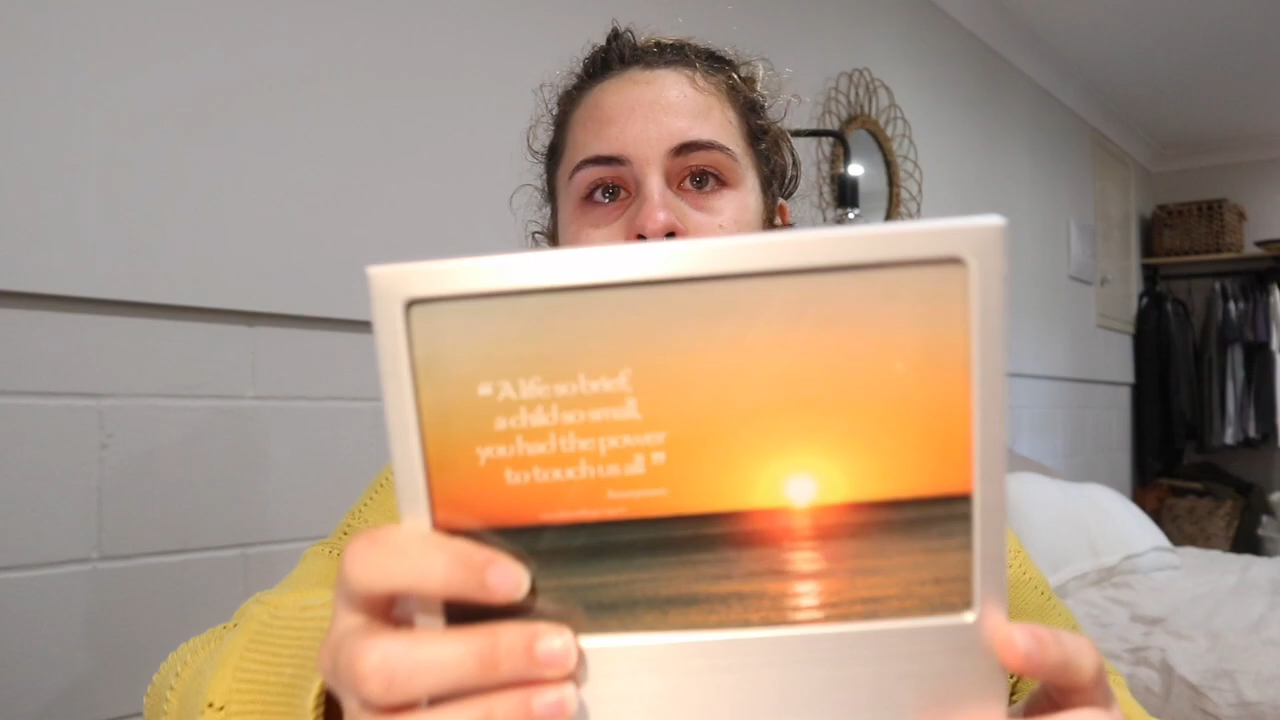 “A life so brief,
a child so small,
you had the power
to touch us all”